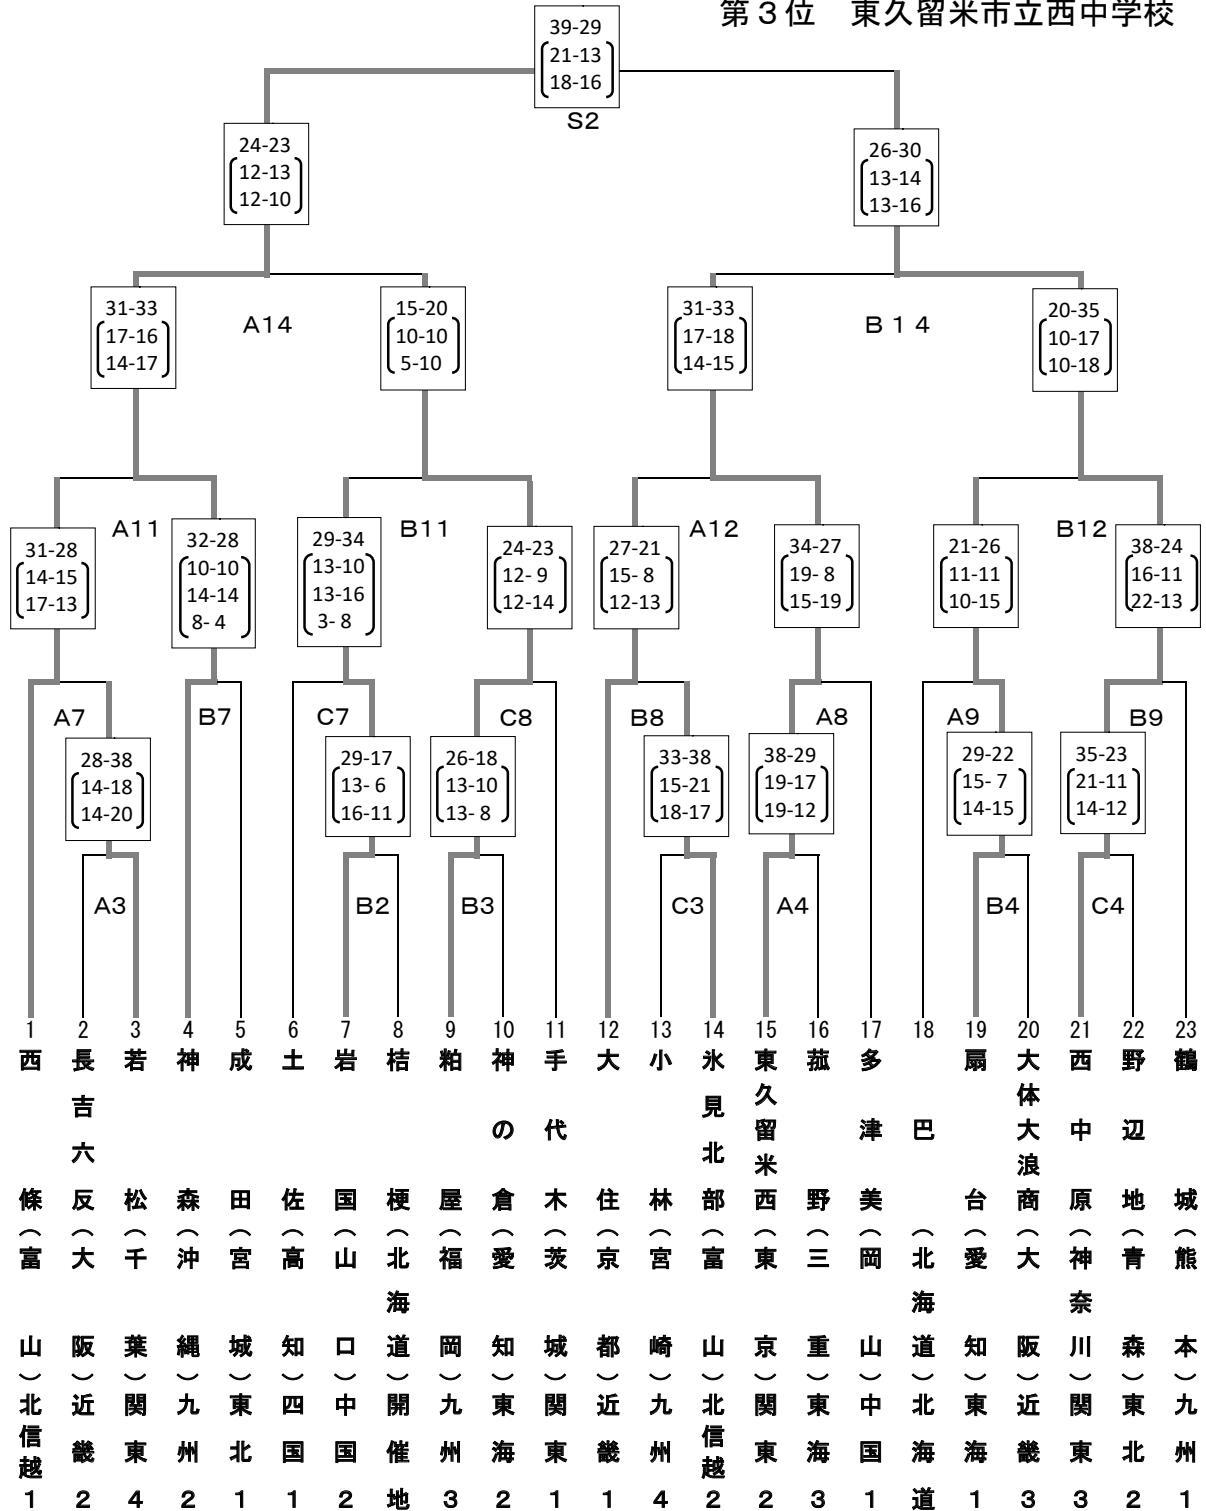 第3位 東久留米市立西中学校
39-29
21-13
18-16
S2
24-23
12-13
12-10
26-30
13-14
13-16
31-33
17-16
14-17
A14
15-20
10-10
5-10
31-33
17-18
14-15
B14
20-35
10-17
10-18
31-28
14-15
17-13
A11
32-28
10-10
14-14
8- 4
29-34
13-10
13-16
3- 8
B11
24-23
12- 9
12-14
27-21
15- 8
12-13
A12
34-27
19- 8
15-19
21-26
11-11
10-15
B12
38-24
16-11
22-13
A7
B7
C7
C8
B8
A8
A9
B9
28-38
14-18
14-20
29-17
13- 6
16-11
26-18
13-10
13- 8
33-38
15-21
18-17
38-29
19-17
19-12
29-22
15- 7
14-15
35-23
21-11
14-12
A3
B2
B3
C3
A4
B4
C4
1 西條(富山)北信越1
2 長吉六反(大阪)近畿2
3 若松(千葉)関東4
4 神森(沖縄)九州2
5 成田(宮城)東北1
6 土佐(高知)四国1
7 岩国(山口)中国2
8 桔梗(北海道)開催地
9 粕屋(福岡)九州3
10 神の倉(愛知)東海2
11 手代木(茨城)関東1
12 大住(京都)近畿1
13 小林(宮崎)九州4
14 氷見北部(富山)北信越2
15 東久留米西(東京)関東2
16 菰野(三重)東海3
17 多津美(岡山)中国1
18 巴(北海道)北海道
19 扇台(愛知)東海1
20 大体大浪商(大阪)近畿3
21 西中原(神奈川)関東3
22 野辺地(青森)東北2
23 鶴城(熊本)九州1